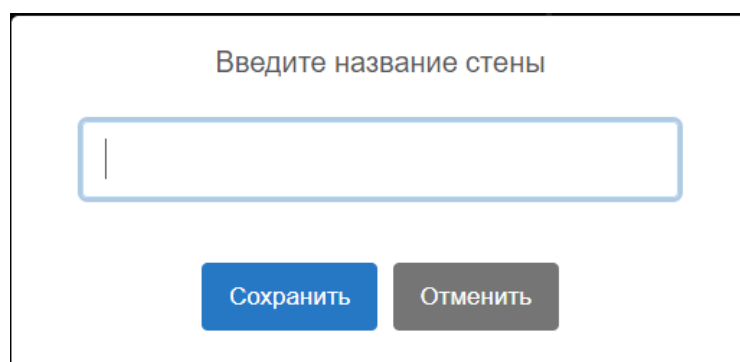 Введите название стены
Сохранить
Отменить